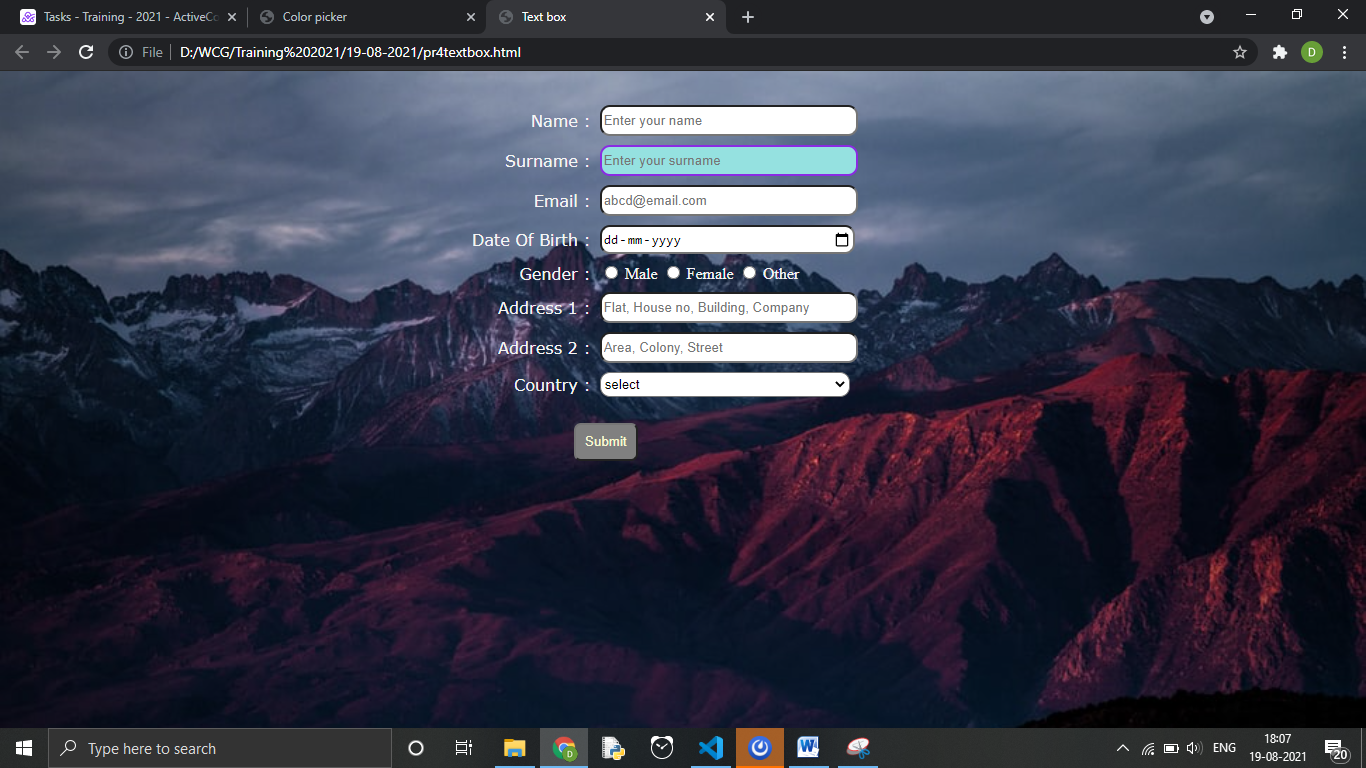 Tasks - Training - 2021 - ActiveCo
Color picker
Text box
File
D:/WCG/Training%202021/19-08-2021/pr4textbox.html
D
Name :
Enter your name
Surname :
Enter your surname
Email :
abcd@email.com
Date Of Birth :
dd-mm-yyyy
Gender :
Male
Female
Other
Address 1 :
Flat, House no, Building, Company
Address 2 :
Area, Colony, Street
Country :
select
Submit
Type here to search
D
W
ENG
18:07
19-08-2021
20